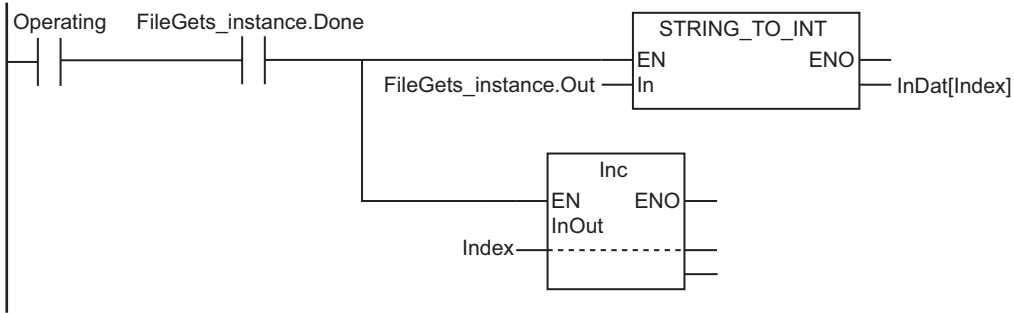 Operating FileGets_instance.Done
STRING_TO_INT
EN ENO
FileGets_instance.Out In InDat[Index]
Inc
EN ENO
InOut
Index